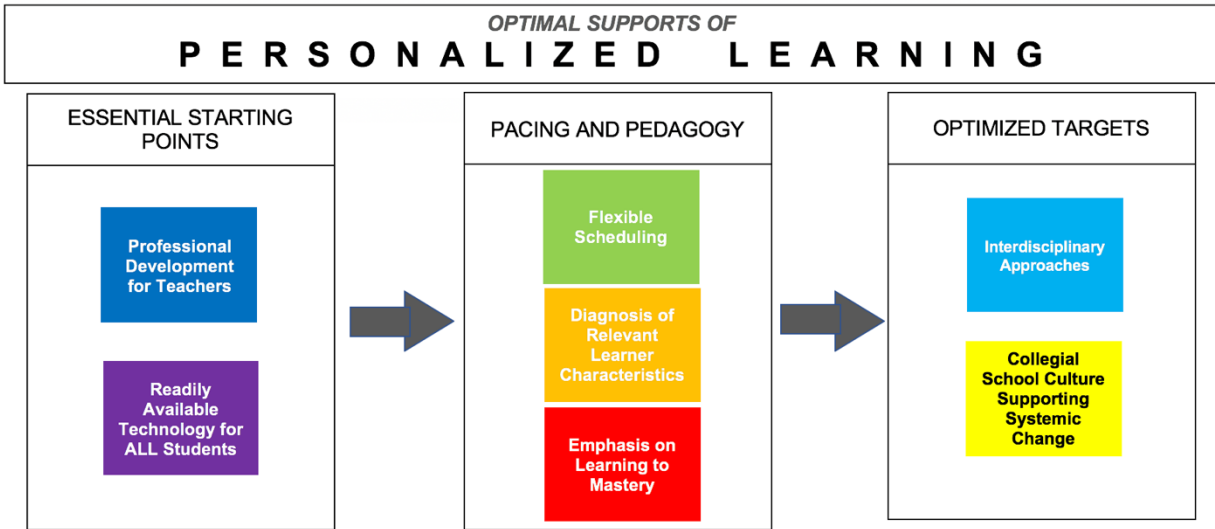 OPTIMAL SUPPORTS OF
PERSONALIZED LEARNING
ESSENTIAL STARTING
POINTS
Professional
Development
for Teachers
Readily
Available
Technology for
ALL Students
PACING AND PEDAGOGY
Flexible
Scheduling
Diagnosis of
Relevant
Learner
Characteristics
Emphasis on
Learning to
Mastery
OPTIMIZED TARGETS
Interdisciplinary
Approaches
Collegial
School Culture
Supporting
Systemic
Change